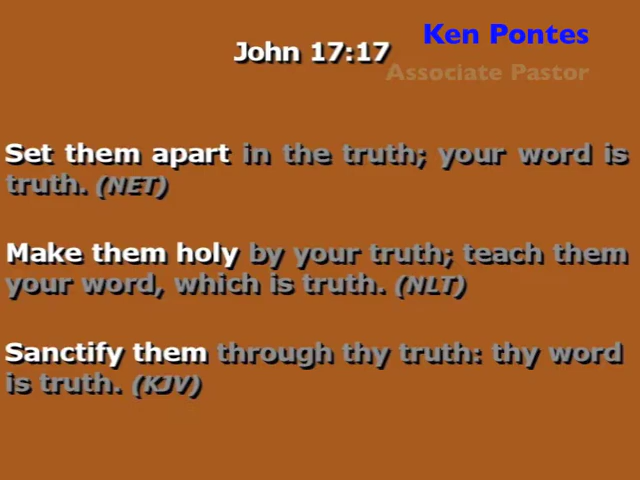 Ken Pontes
John 17:17
Associate Pastor
Set them apart in the truth; your word is
truth. (NET)
Make them holy by your truth; teach them
your word, which is truth. (NLT)
Sanctify them through thy truth: thy word
is truth. (KJV)